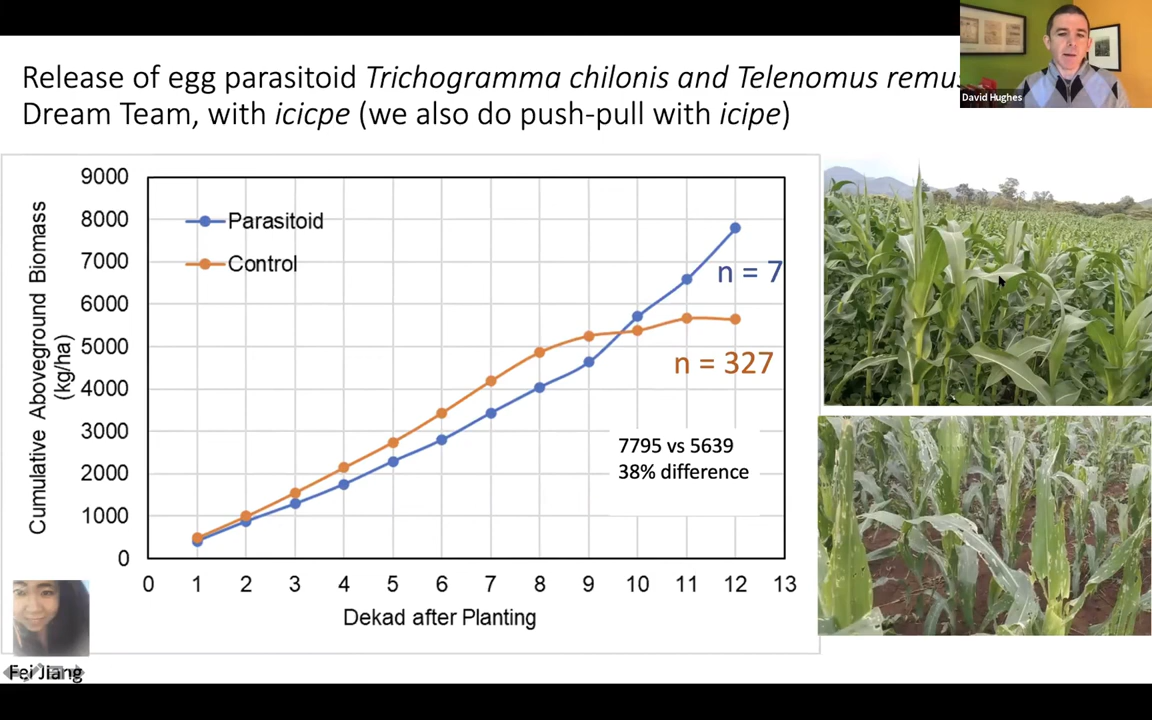 Release of egg parasitoid Trichogramma chilonis and Telenomus remus
David Hughes
Dream Team, with icicpe (we also do push-pull with icipe)
9000
8000
7000
6000
5000
4000
3000
2000
1000
0
Cumulative Aboveground Biomass
(kg/ha)
Parasitoid
Control
n = 7
n = 327
7795 vs 5639
38% difference
0 1 2 3 4 5 6 7 8 9 10 11 12 13
Dekad after Planting
Fei Jiang